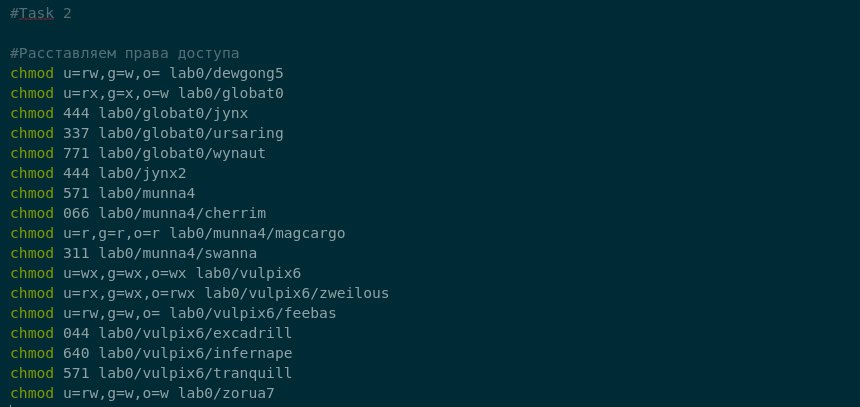 #Task 2
#Расставляем права доступа
chmod u=rw,g=w,o= lab0/dewgong5
chmod u=rx,g=x,o=w lab0/globat0
chmod 444 lab0/globat0/jynx
chmod 337 lab0/globat0/ursaring
chmod 771 lab0/globat0/wynaut
chmod 444 lab0/jynx2
chmod 571 lab0/munna4
chmod 066 lab0/munna4/cherrim
chmod u=r,g=r,o=r lab0/munna4/magcargo
chmod 311 lab0/munna4/swanna
chmod u=wx,g=wx,o=wx lab0/vulpix6
chmod u=rx,g=wx,o=rwx lab0/vulpix6/zweilous
chmod u=rw,g=w,o= lab0/vulpix6/feebas
chmod 044 lab0/vulpix6/excadrill
chmod 640 lab0/vulpix6/infernape
chmod 571 lab0/vulpix6/tranquill
chmod u=rw,g=w,o=w lab0/zorua7